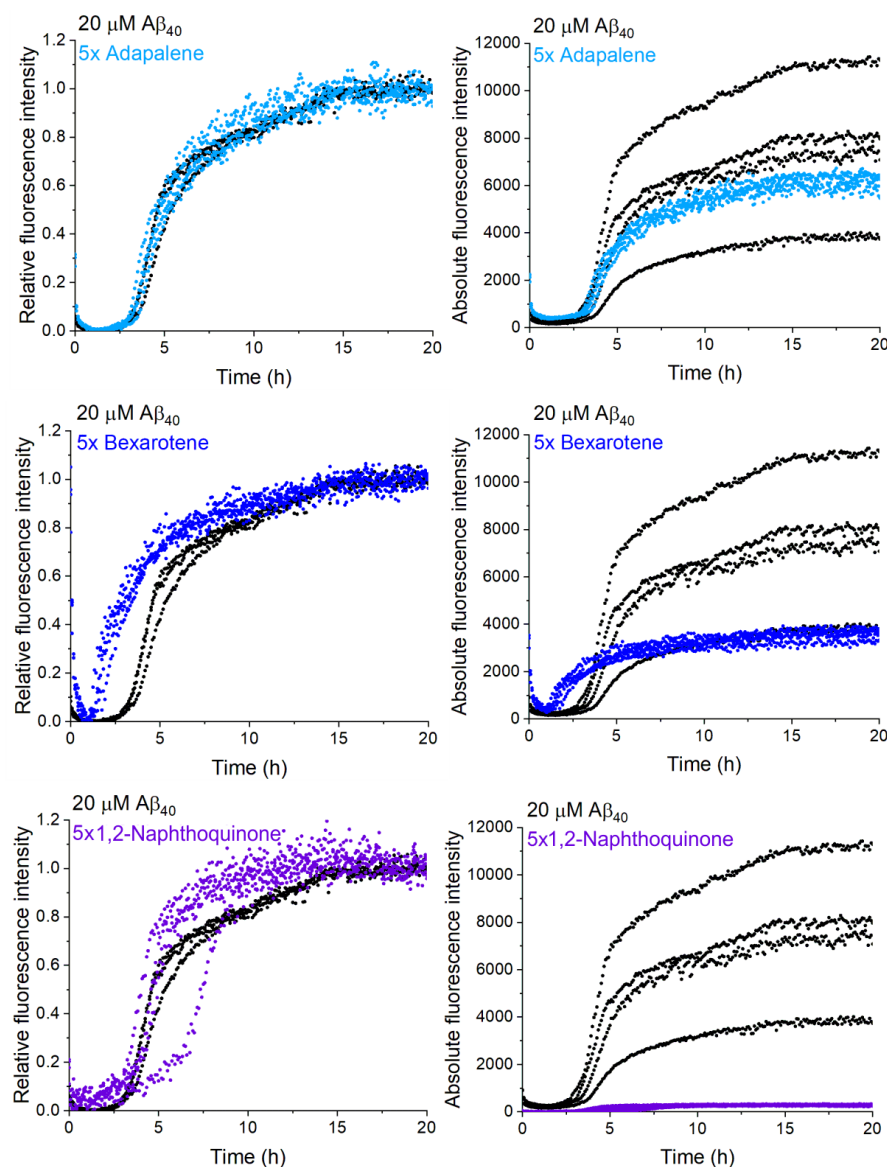 20 μM Aβ40
5x Adapalene
Relative fluorescence intensity
1.2
1.0
0.8
0.6
0.4
0.2
0.0
0 5 10 15 20
Time (h)
20 μM Aβ40
5x Adapalene
Absolute fluorescence intensity
12000
10000
8000
6000
4000
2000
0
0 5 10 15 20
Time (h)
20 μM Aβ40
5x Bexarotene
Relative fluorescence intensity
1.2
1.0
0.8
0.6
0.4
0.2
0.0
0 5 10 15 20
Time (h)
20 μM Aβ40
5x Bexarotene
Absolute fluorescence intensity
12000
10000
8000
6000
4000
2000
0
0 5 10 15 20
Time (h)
20 μM Aβ40
5x1,2-Naphthoquinone
Relative fluorescence intensity
1.2
1.0
0.8
0.6
0.4
0.2
0.0
0 5 10 15 20
Time (h)
20 μM Aβ40
5x1,2-Naphthoquinone
Absolute fluorescence intensity
12000
10000
8000
6000
4000
2000
0
0 5 10 15 20
Time (h)